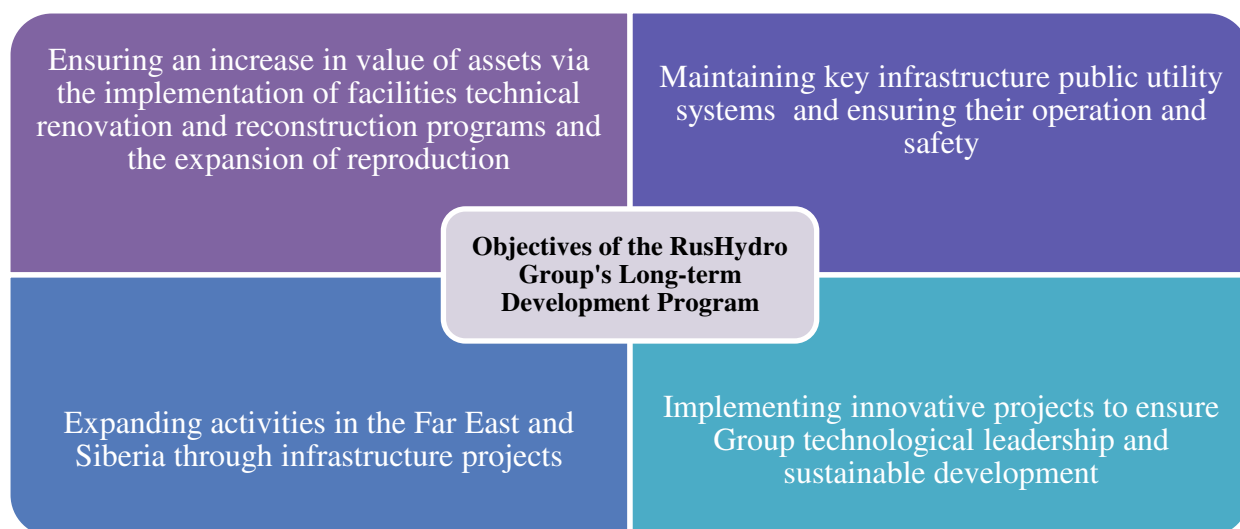 Ensuring an increase in value of assets via
the implementation of facilities technical
renovation and reconstruction programs and
the expansion of reproduction
Maintaining key infrastructure public utility
systems and ensuring their operation and
safety
Objectives of the RusHydro
Group's Long-term
Development Program
Expanding activities in the Far East and
Siberia through infrastructure projects
Implementing innovative projects to ensure
Group technological leadership and
sustainable development